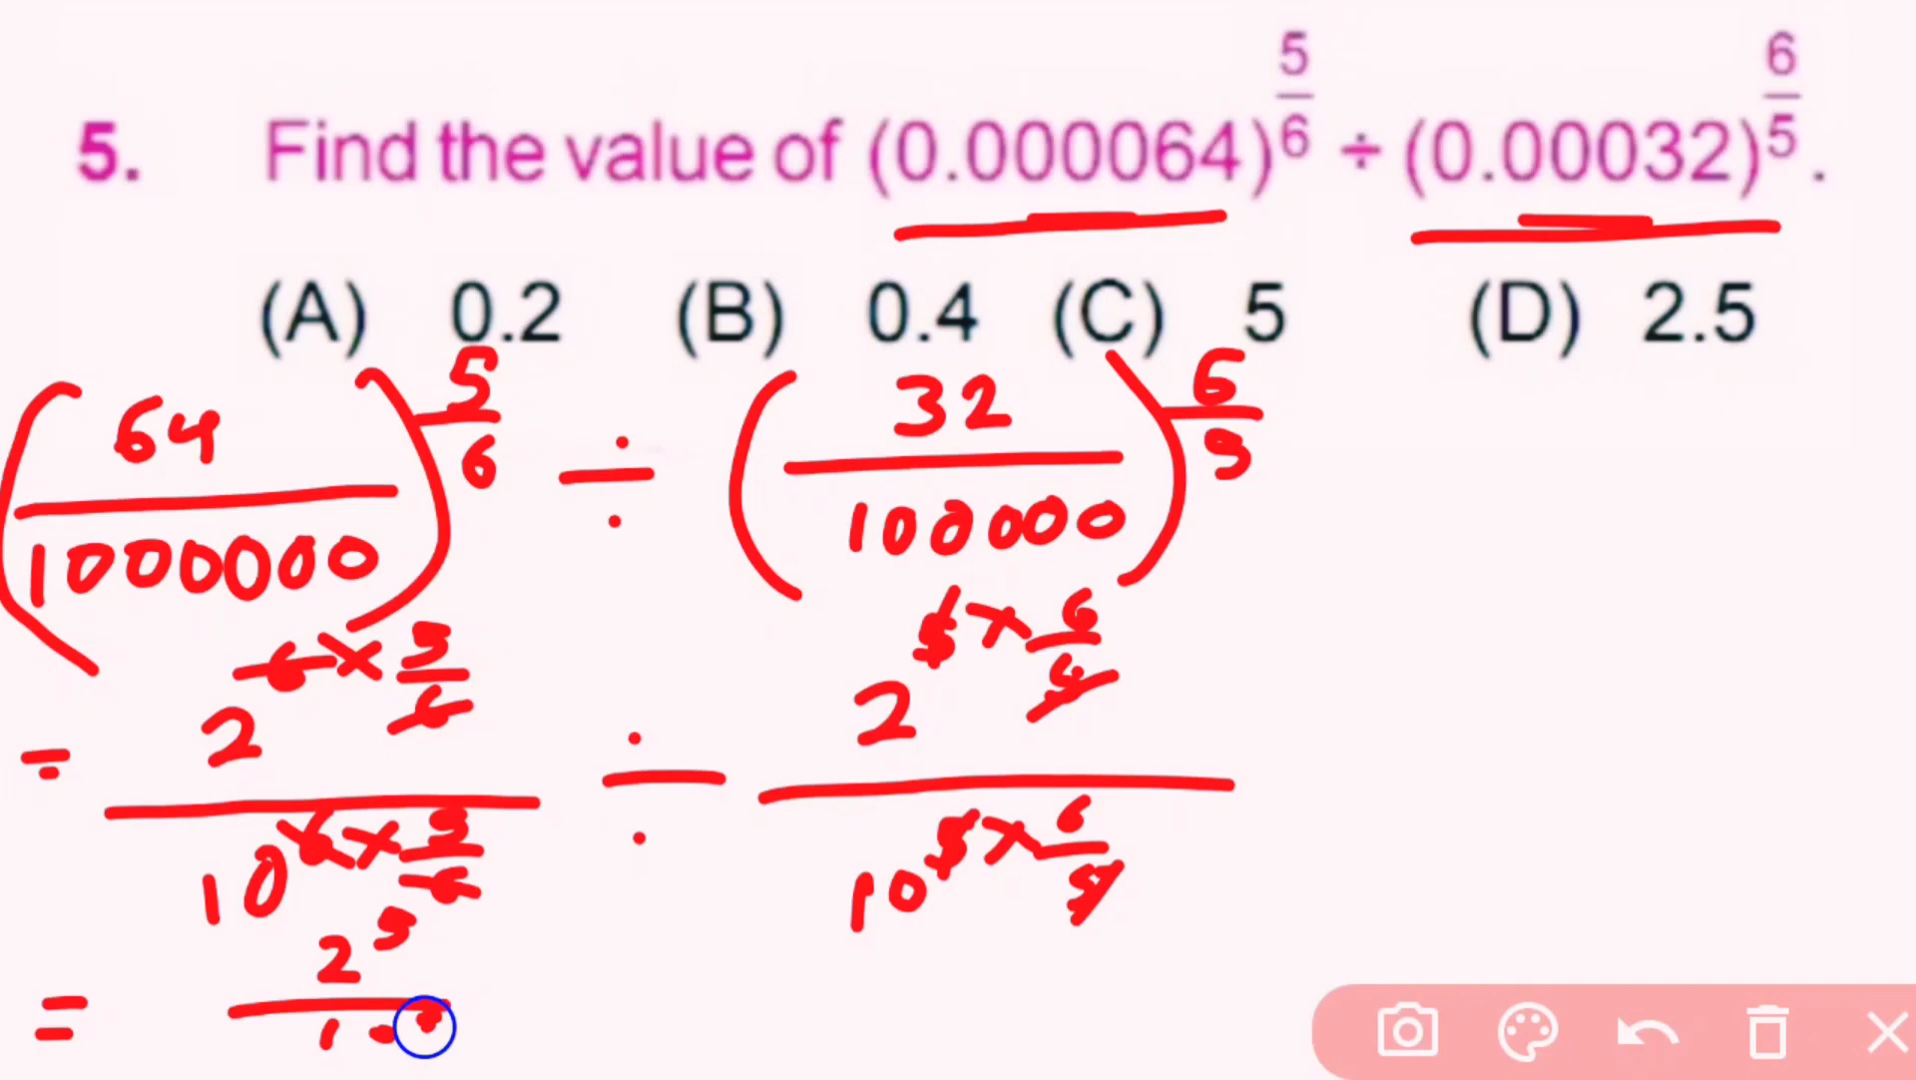 5. Find the value of (0.000064)^5/6 ÷ (0.00032)^6/5.
(A) 0.2 (B) 0.4 (C) 5 (D) 2.5
(64/1000000)^5/6 ÷ (32/100000)^6/5
= 2^6×5/6 / 10^6×5/6 ÷ 2^5×6/5 / 10^5×6/5
= 2^5 / 10